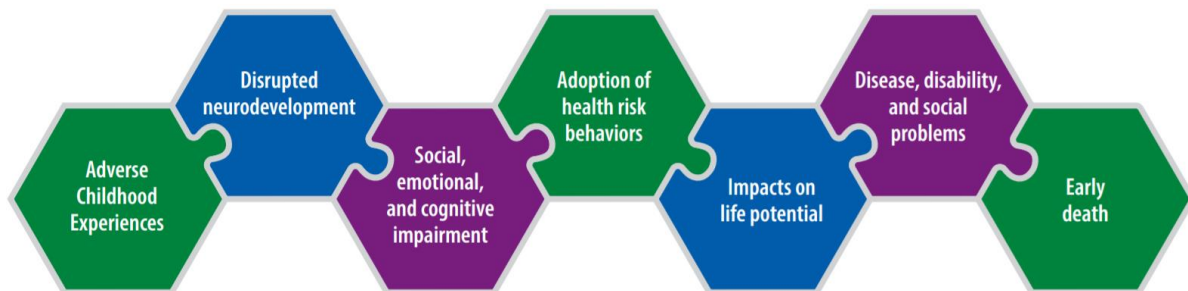 Adverse
Childhood
Experiences
Disrupted
neurodevelopment
Social,
emotional,
and cognitive
impairment
Adoption of
health risk
behaviors
Impacts on
life potential
Disease, disability,
and social
problems
Early
death